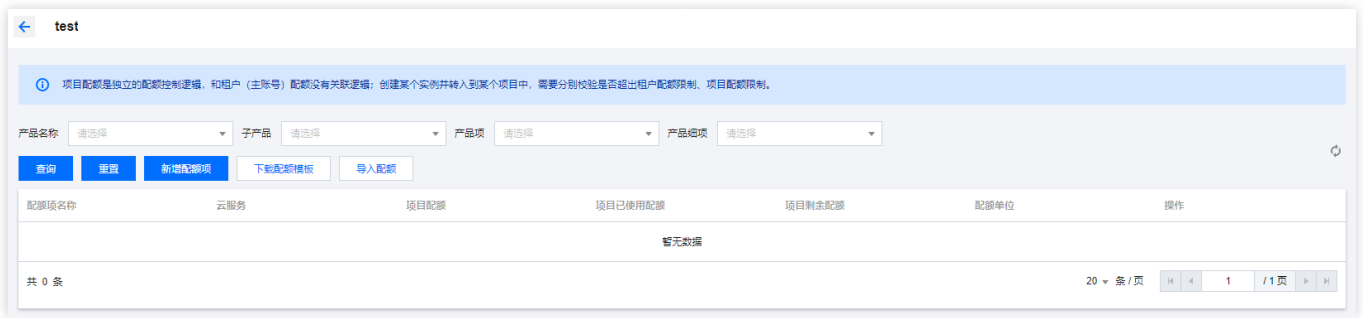 test
项目配额是独立的配额控制逻辑，和租户（主账号）配额没有关联逻辑；创建某个实例并转入到某个项目中，需要分别校验是否超出租户配额限制、项目配额限制。
产品名称 请选择 子产品 请选择 产品项 请选择 产品细项 请选择
查询 重置 新增配额项 下载配额模板 导入配额
配额项名称 云服务 项目配额 项目已使用配额 项目剩余配额 配额单位 操作
暂无数据
共 0 条 20 条 / 页 1 / 1 页